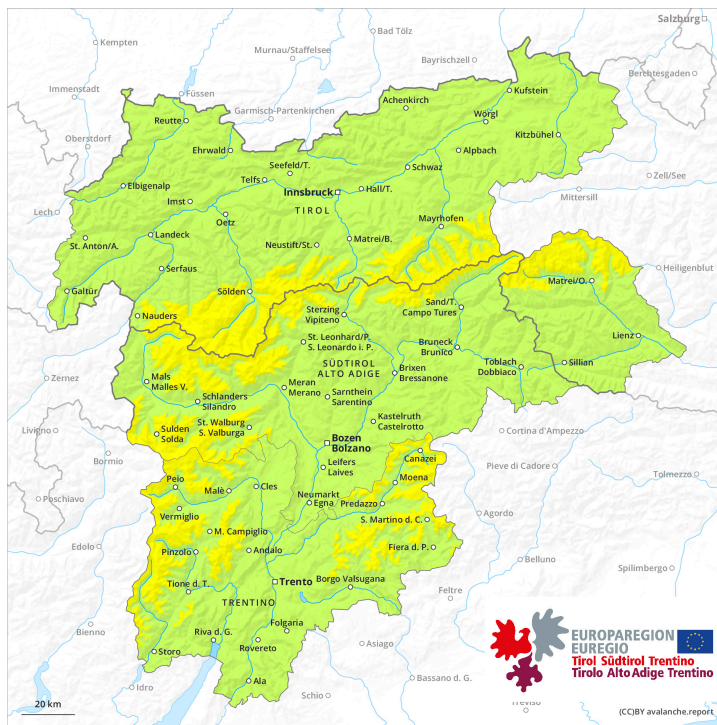 Salzburg
Bad Tölz
Kempten
Murnau/Staffelsee
Bayrischzell
Berchtesgaden
Immenstadt
Füssen
Achenkirch
Kufstein
Garmisch-Partenkirchen
Reutte
Wörgl
Oberstdorf
Ehrwald
Kitzbühel
Alpbach
Seefeld/T.
Schwaz
Zell/See
Telfs
Elbigenalp
Innsbruck
Hall/T.
Mittersill
Imst
TIROL
Lech
Oetz
Mayrhofen
St. Anton/A.
Landeck
Neustift/St.
Matrei/B.
Serfaus
Heiligenblut
Galtür
Sölden
Matrei/O.
Nauders
Sterzing
Vipiteno
Sand/T.
Campo Tures
Lienz
St. Leonhard/P.
S. Leonardo i. P.
Bruneck
Brunico
Zernez
SÜDTIROL
ALTO ADIGE
Toblach
Dobbiaco
Sillian
Mals
Malles V.
Brixen
Bressanone
Meran
Merano
Sarnthein
Sarentino
Schlanders
Silandro
Kastelruth
Castelrotto
St. Walburg
S. Valburga
Livigno
Sulden
Solda
Cortina d'Ampezzo
Bozen
Bolzano
Bormio
Canazei
Leifers
Laives
Pieve di Cadore
Tolmezzo
Peio
Moena
Poschiavo
Malè
Cles
Neumarkt
Egna
Predazzo
Vermiglio
Agordo
S. Martino d. C.
M. Campiglio
Edolo
Pinzolo
Andalo
Fiera d. P.
Belluno
Spilimbergo
Tione d. T.
Trento
Borgo Valsugana
Feltre
TRENTINO
Bienno
Folgaria
Riva d. G.
Rovereto
Asiago
Storo
Bassano d. G.
Idro
Ala
Schio
Treviso
EUROPAREGION
EUREGIO
Tirol Südtirol Trentino
Tirolo Alto Adige Trentino
20 km
(CC)BY avalanche.report